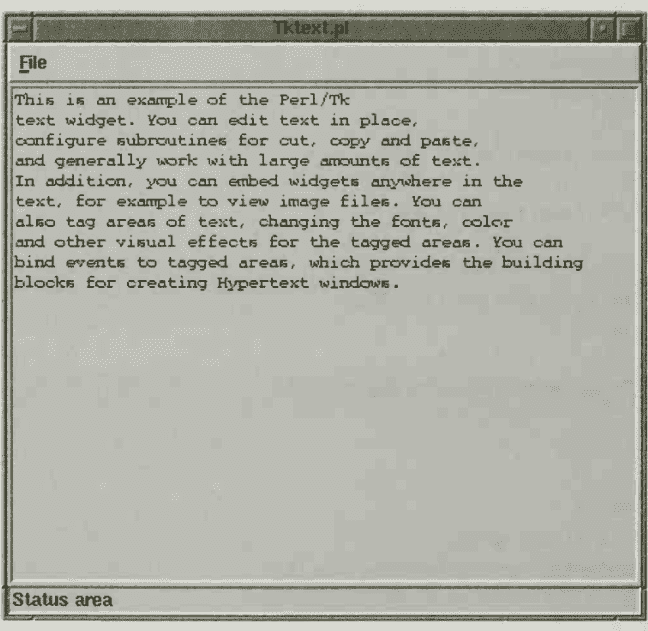 Tktext.pl
File
This is an example of the Perl/Tk
text widget. You can edit text in place,
configure subroutines for cut, copy and paste,
and generally work with large amounts of text.
In addition, you can embed widgets anywhere in the
text, for example to view image files. You can
also tag areas of text, changing the fonts, color
and other visual effects for the tagged areas. You can
bind events to tagged areas, which provides the building
blocks for creating Hypertext windows.
Status area